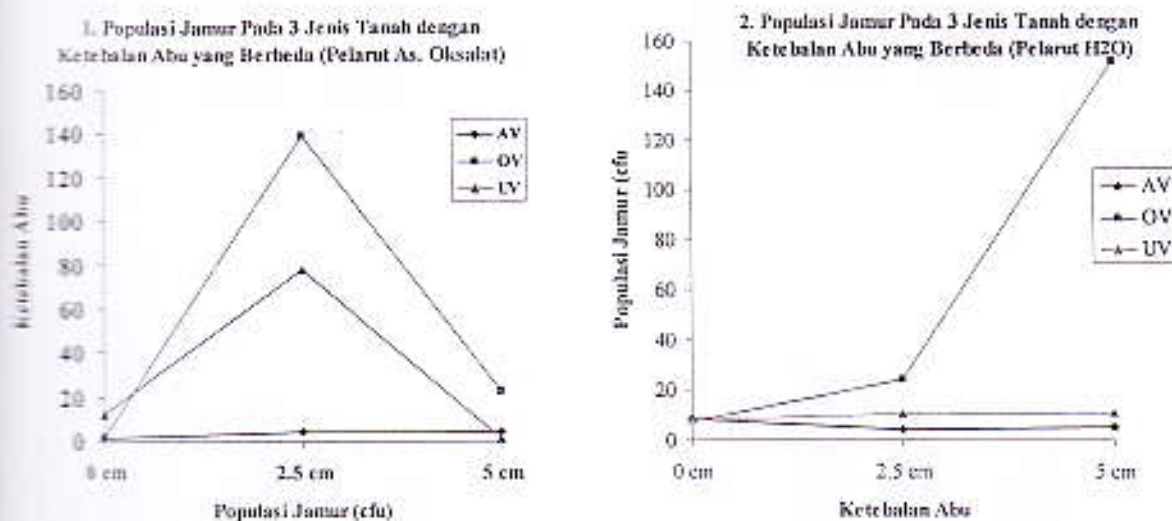 1. Populasi Jamur Pada 3 Jenis Tanah dengan
Ketebalan Abu yang Berbeda (Pelarut As. Oksalat)
160
140
120
100
80
60
40
20
0
Ketebalan Abu
0 cm
2.5 cm
5 cm
Populasi Jamur (cfu)
AV
OV
UV
2. Populasi Jamur Pada 3 Jenis Tanah dengan
Ketebalan Abu yang Berbeda (Pelarut H2O)
160
140
120
100
80
60
40
20
0
Populasi Jamur (cfu
0 cm
2.5 cm
5 cm
Ketebalan Abu
AV
OV
UV